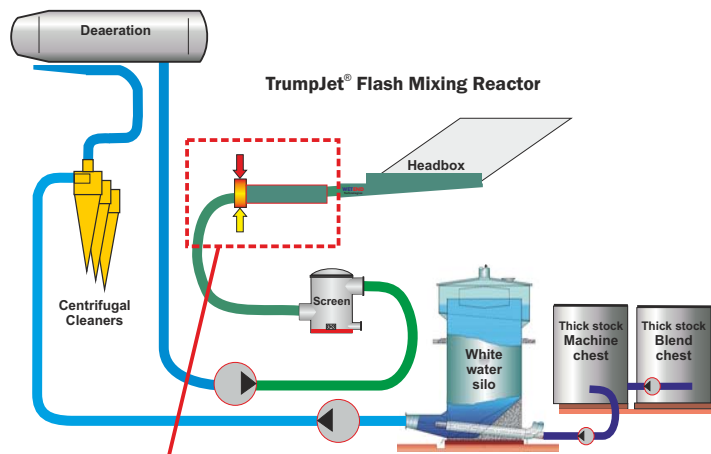 Deaeration
TrumpJet® Flash Mixing Reactor
Headbox
Centrifugal
Cleaners
Screen
White
water
silo
Thick stock
Machine
chest
Thick stock
Blend
chest